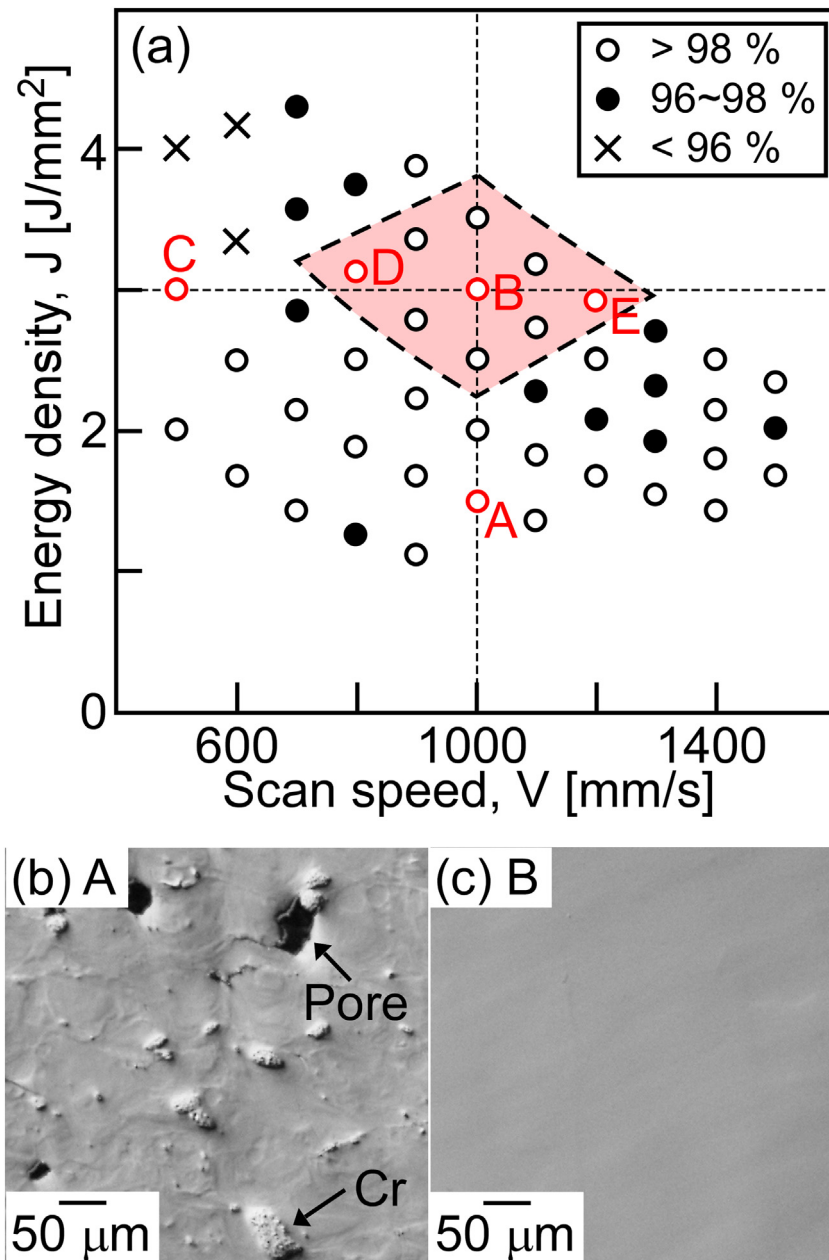 (a)
> 98 %
96~98 %
< 96 %
Energy density, J [J/mm²]
4
2
0
C
D
B
E
A
600
1000
1400
Scan speed, V [mm/s]
(b) A
Pore
Cr
50 μm
(c) B
50 μm